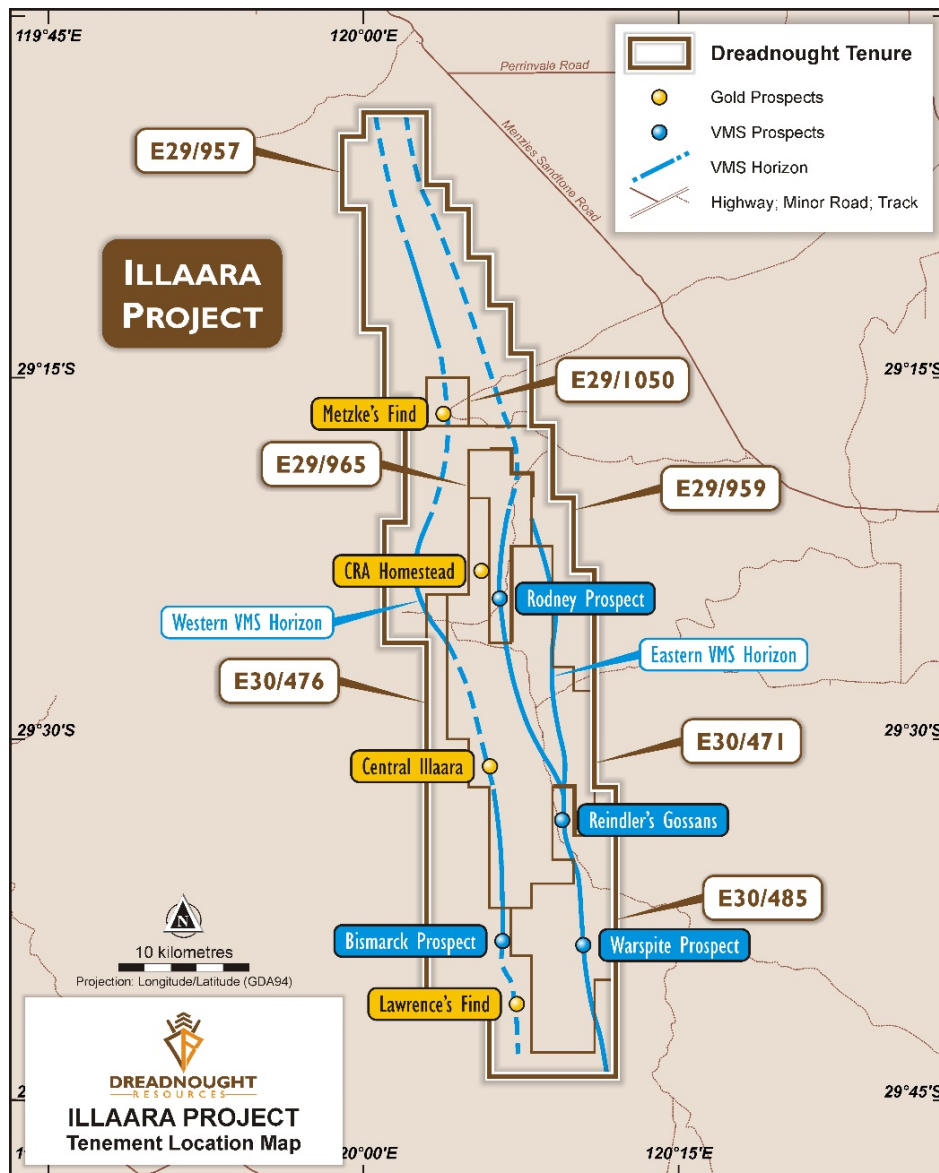 119°45'E
120°00'E
Perrinvale Road
Menzies Sandtone Road
Dreadnought Tenure
Gold Prospects
VMS Prospects
VMS Horizon
Highway; Minor Road; Track
E29/957
ILLAARA
PROJECT
29°15'S
29°15'S
E29/1050
Metzke's Find
E29/965
E29/959
CRA Homestead
Rodney Prospect
Western VMS Horizon
Eastern VMS Horizon
E30/476
29°30'S
29°30'S
E30/471
Central Illaara
Reindler's Gossans
E30/485
N
10 kilometres
Projection: Longitude/Latitude (GDA94)
Bismarck Prospect
Warspite Prospect
Lawrence's Find
DREADNOUGHT
RESOURCES
ILLAARA PROJECT
Tenement Location Map
29°45'S
120°00'E
120°15'E